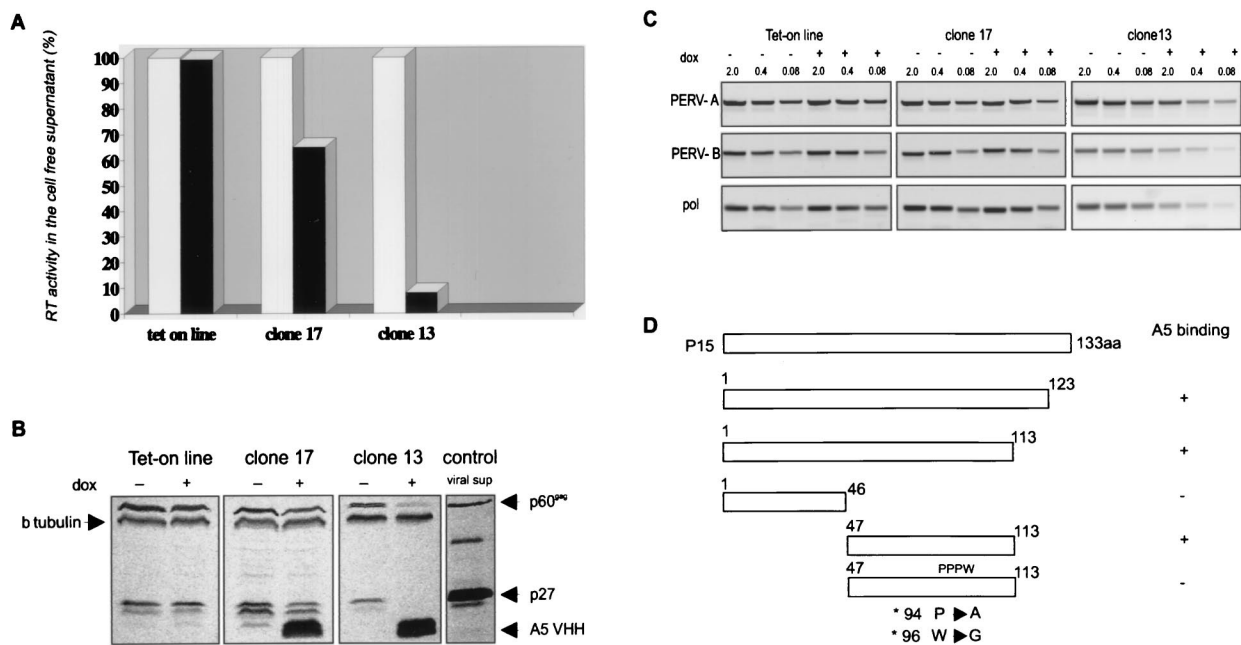 A
RT activity in the cell free supernatant (%)
100
90
80
70
60
50
40
30
20
10
0
tet on line clone 17 clone 13
B
Tet-on line clone 17 clone 13 control
dox – + – + – + viral sup
b tubulin
p60gag
p27
A5 VHH
C
Tet-on line clone 17 clone13
dox - - - + + + - - - + + + - - - + + +
2.0 0.4 0.08 2.0 0.4 0.08 2.0 0.4 0.08 2.0 0.4 0.08 2.0 0.4 0.08 2.0 0.4 0.08
PERV- A
PERV- B
pol
D
A5 binding
P15 133aa
1 123 +
1 113 +
1 46 -
47 113 +
47 PPPW 113 -
* 94 P A
* 96 W G